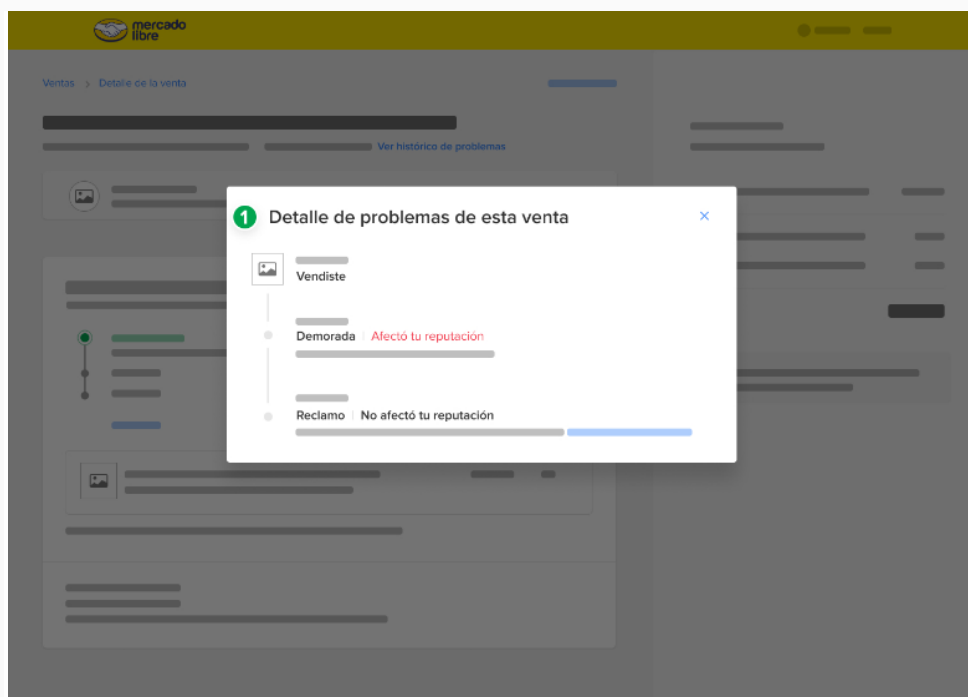 mercado
libre
Ventas > Detalle de la venta
Ver histórico de problemas
1 Detalle de problemas de esta venta
Vendiste
Demorada | Afectó tu reputación
Reclamo | No afectó tu reputación